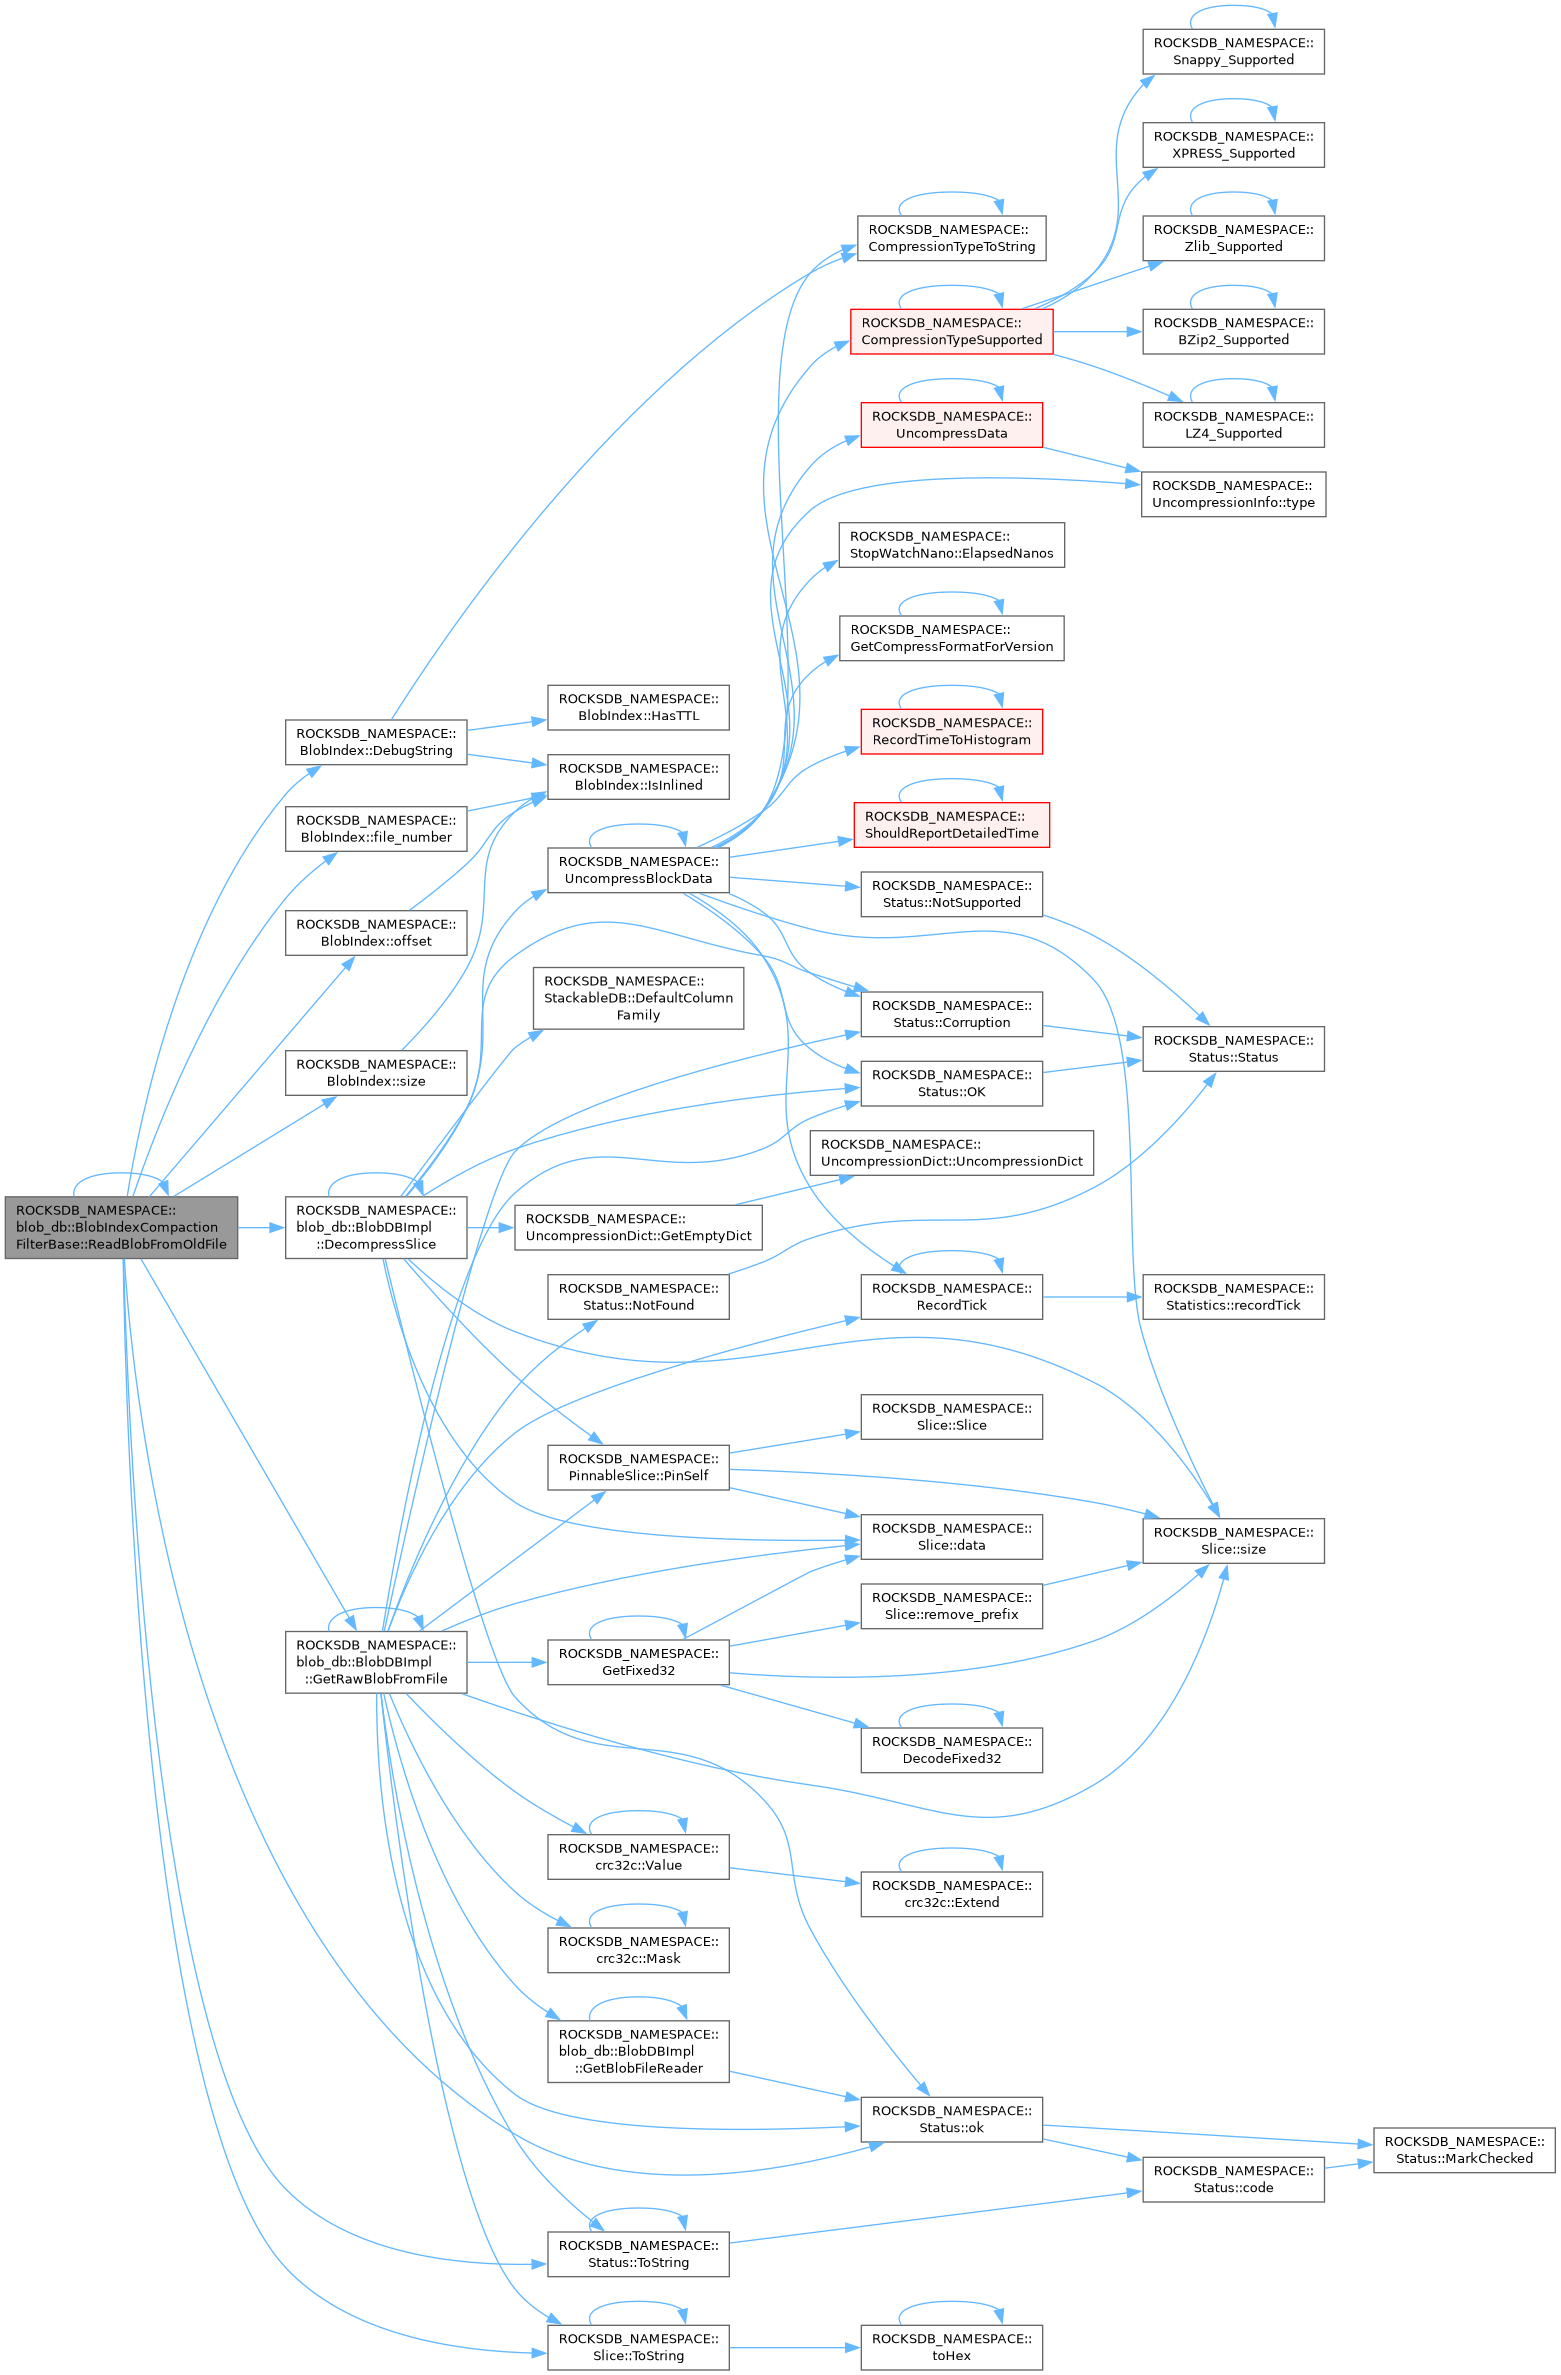 ROCKSDB_NAMESPACE::
Snappy_Supported
ROCKSDB_NAMESPACE::
XPRESS_Supported
ROCKSDB_NAMESPACE::
CompressionTypeToString
ROCKSDB_NAMESPACE::
Zlib_Supported
ROCKSDB_NAMESPACE::
CompressionTypeSupported
ROCKSDB_NAMESPACE::
BZip2_Supported
ROCKSDB_NAMESPACE::
UncompressData
ROCKSDB_NAMESPACE::
LZ4_Supported
ROCKSDB_NAMESPACE::
UncompressionInfo::type
ROCKSDB_NAMESPACE::
StopWatchNano::ElapsedNanos
ROCKSDB_NAMESPACE::
GetCompressFormatForVersion
ROCKSDB_NAMESPACE::
BlobIndex::HasTTL
ROCKSDB_NAMESPACE::
RecordTimeToHistogram
ROCKSDB_NAMESPACE::
BlobIndex::DebugString
ROCKSDB_NAMESPACE::
BlobIndex::IsInlined
ROCKSDB_NAMESPACE::
BlobIndex::file_number
ROCKSDB_NAMESPACE::
ShouldReportDetailedTime
ROCKSDB_NAMESPACE::
UncompressBlockData
ROCKSDB_NAMESPACE::
Status::NotSupported
ROCKSDB_NAMESPACE::
BlobIndex::offset
ROCKSDB_NAMESPACE::
StackableDB::DefaultColumn
Family
ROCKSDB_NAMESPACE::
Status::Corruption
ROCKSDB_NAMESPACE::
Status::Status
ROCKSDB_NAMESPACE::
BlobIndex::size
ROCKSDB_NAMESPACE::
Status::OK
ROCKSDB_NAMESPACE::
UncompressionDict::UncompressionDict
ROCKSDB_NAMESPACE::
blob_db::BlobIndexCompaction
FilterBase::ReadBlobFromOldFile
ROCKSDB_NAMESPACE::
blob_db::BlobDBImpl
::DecompressSlice
ROCKSDB_NAMESPACE::
UncompressionDict::GetEmptyDict
ROCKSDB_NAMESPACE::
Status::NotFound
ROCKSDB_NAMESPACE::
RecordTick
ROCKSDB_NAMESPACE::
Statistics::recordTick
ROCKSDB_NAMESPACE::
Slice::Slice
ROCKSDB_NAMESPACE::
PinnableSlice::PinSelf
ROCKSDB_NAMESPACE::
Slice::data
ROCKSDB_NAMESPACE::
Slice::size
ROCKSDB_NAMESPACE::
Slice::remove_prefix
ROCKSDB_NAMESPACE::
blob_db::BlobDBImpl
::GetRawBlobFromFile
ROCKSDB_NAMESPACE::
GetFixed32
ROCKSDB_NAMESPACE::
DecodeFixed32
ROCKSDB_NAMESPACE::
crc32c::Value
ROCKSDB_NAMESPACE::
crc32c::Extend
ROCKSDB_NAMESPACE::
crc32c::Mask
ROCKSDB_NAMESPACE::
blob_db::BlobDBImpl
::GetBlobFileReader
ROCKSDB_NAMESPACE::
Status::ok
ROCKSDB_NAMESPACE::
Status::MarkChecked
ROCKSDB_NAMESPACE::
Status::code
ROCKSDB_NAMESPACE::
Status::ToString
ROCKSDB_NAMESPACE::
Slice::ToString
ROCKSDB_NAMESPACE::
toHex